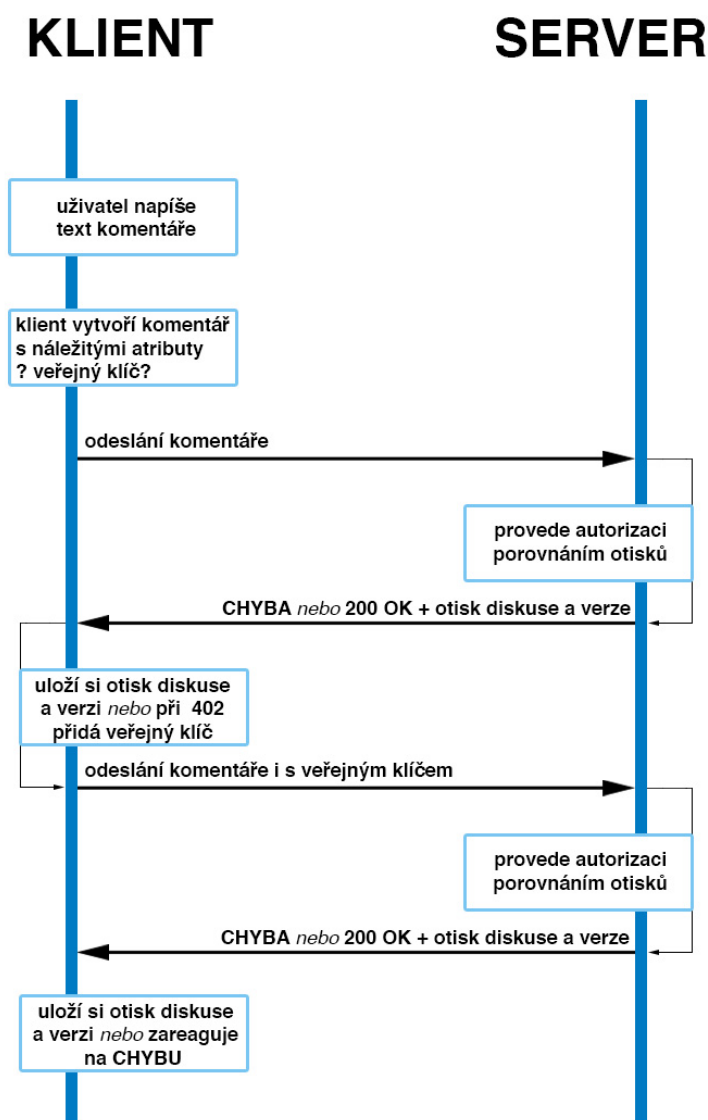 KLIENT
SERVER
uživatel napíše
text komentáře
klient vytvoří komentář
s náležitými atributy
? veřejný klíč?
odeslání komentáře
provede autorizaci
porovnáním otisků
CHYBA nebo 200 OK + otisk diskuse a verze
uloží si otisk diskuse
a verzi nebo při 402
přidá veřejný klíč
odeslání komentáře i s veřejným klíčem
provede autorizaci
porovnáním otisků
CHYBA nebo 200 OK + otisk diskuse a verze
uloží si otisk diskuse
a verzi nebo zareaguje
na CHYBU